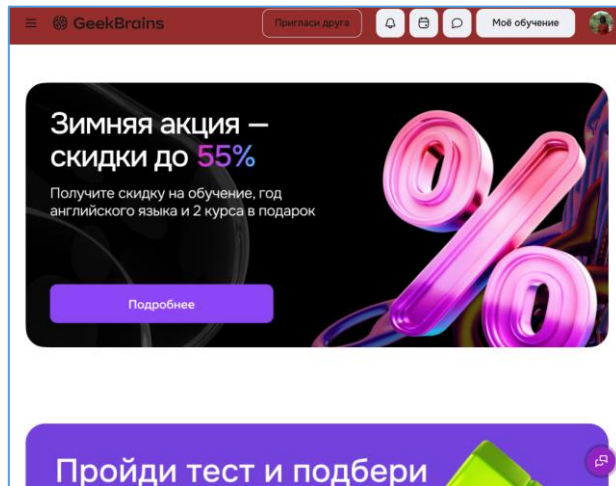 GeekBrains
Пригласи друга
Моё обучение
Зимняя акция —
скидки до 55%
Получите скидку на обучение, год
английского языка и 2 курса в подарок
Подробнее
Пройди тест и подбери